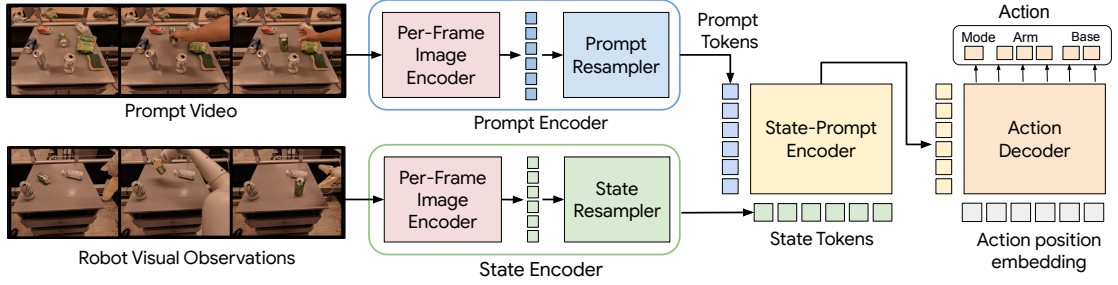 Prompt Video
Per-Frame
Image
Encoder
Prompt
Resampler
Prompt Encoder
Prompt
Tokens
Robot Visual Observations
Per-Frame
Image
Encoder
State
Resampler
State Encoder
State-Prompt
Encoder
State Tokens
Action
Mode Arm Base
Action
Decoder
Action position
embedding